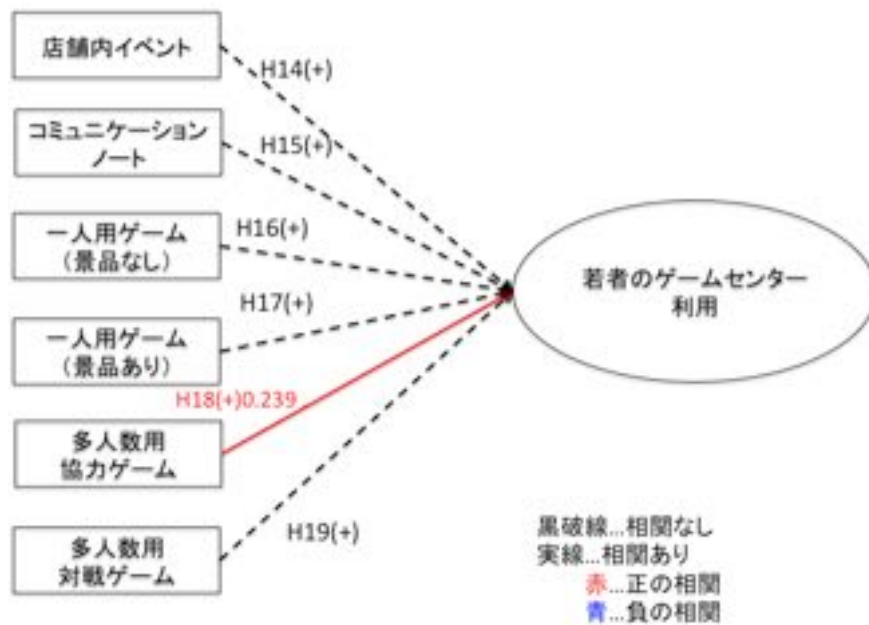 店舗内イベント
H14(+)
コミュニケーション
ノート
H15(+)
一人用ゲーム
(景品なし)
H16(+)
若者のゲームセンター
利用
H17(+)
一人用ゲーム
(景品あり)
H18(+)0.239
多人数用
協力ゲーム
H19(+)
多人数用
対戦ゲーム
黒破線…相関なし
実線…相関あり
赤…正の相関
青…負の相関